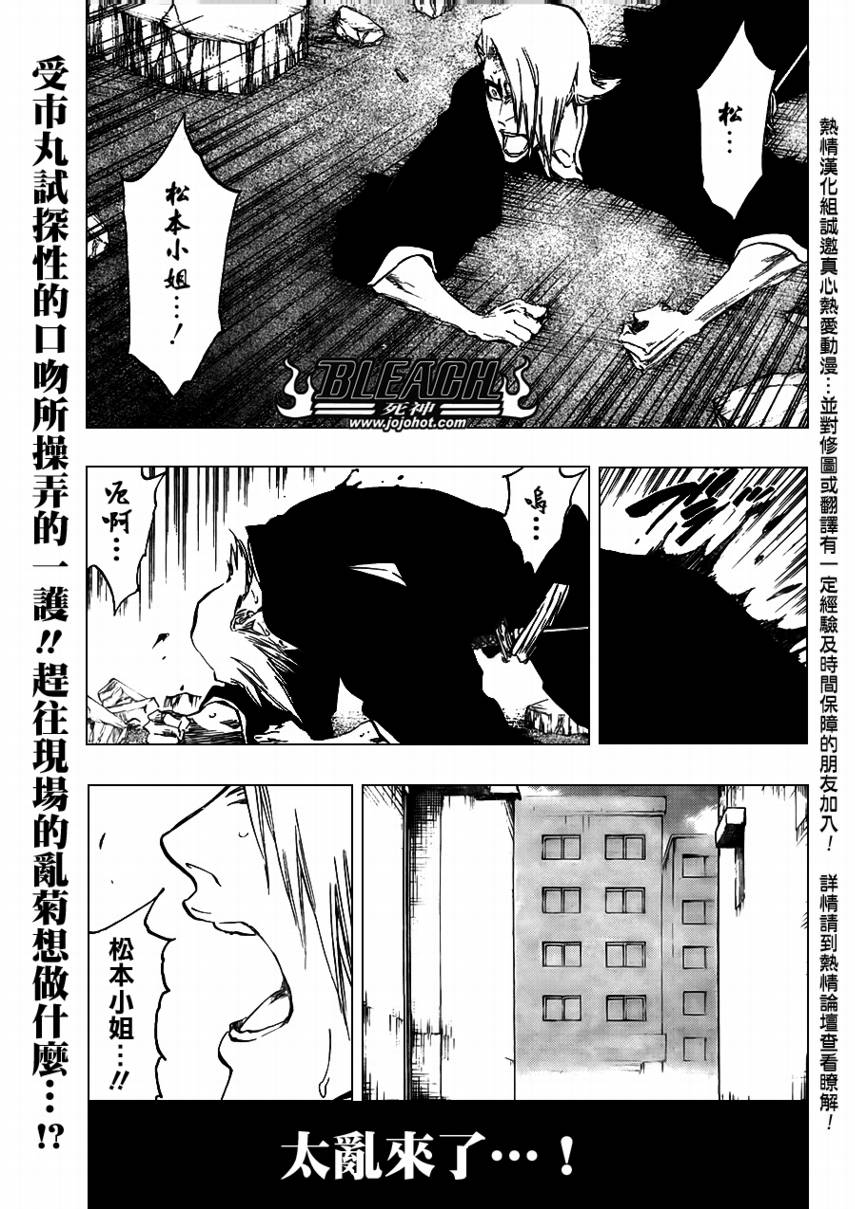 熱情漢化組誠邀真心熱愛動漫…並對修圖或翻譯有一定經驗及時間保障的朋友加入！ 詳情請到熱情論壇查看瞭解！
松…
松本小姐…！
BLEACH
死神
www.jojohot.com
嗚…
呃啊…
松本小姐…!!
太亂來了…！
受市丸試探性的口吻所操弄的一護!!趕往現場的亂菊想做什麼…!?